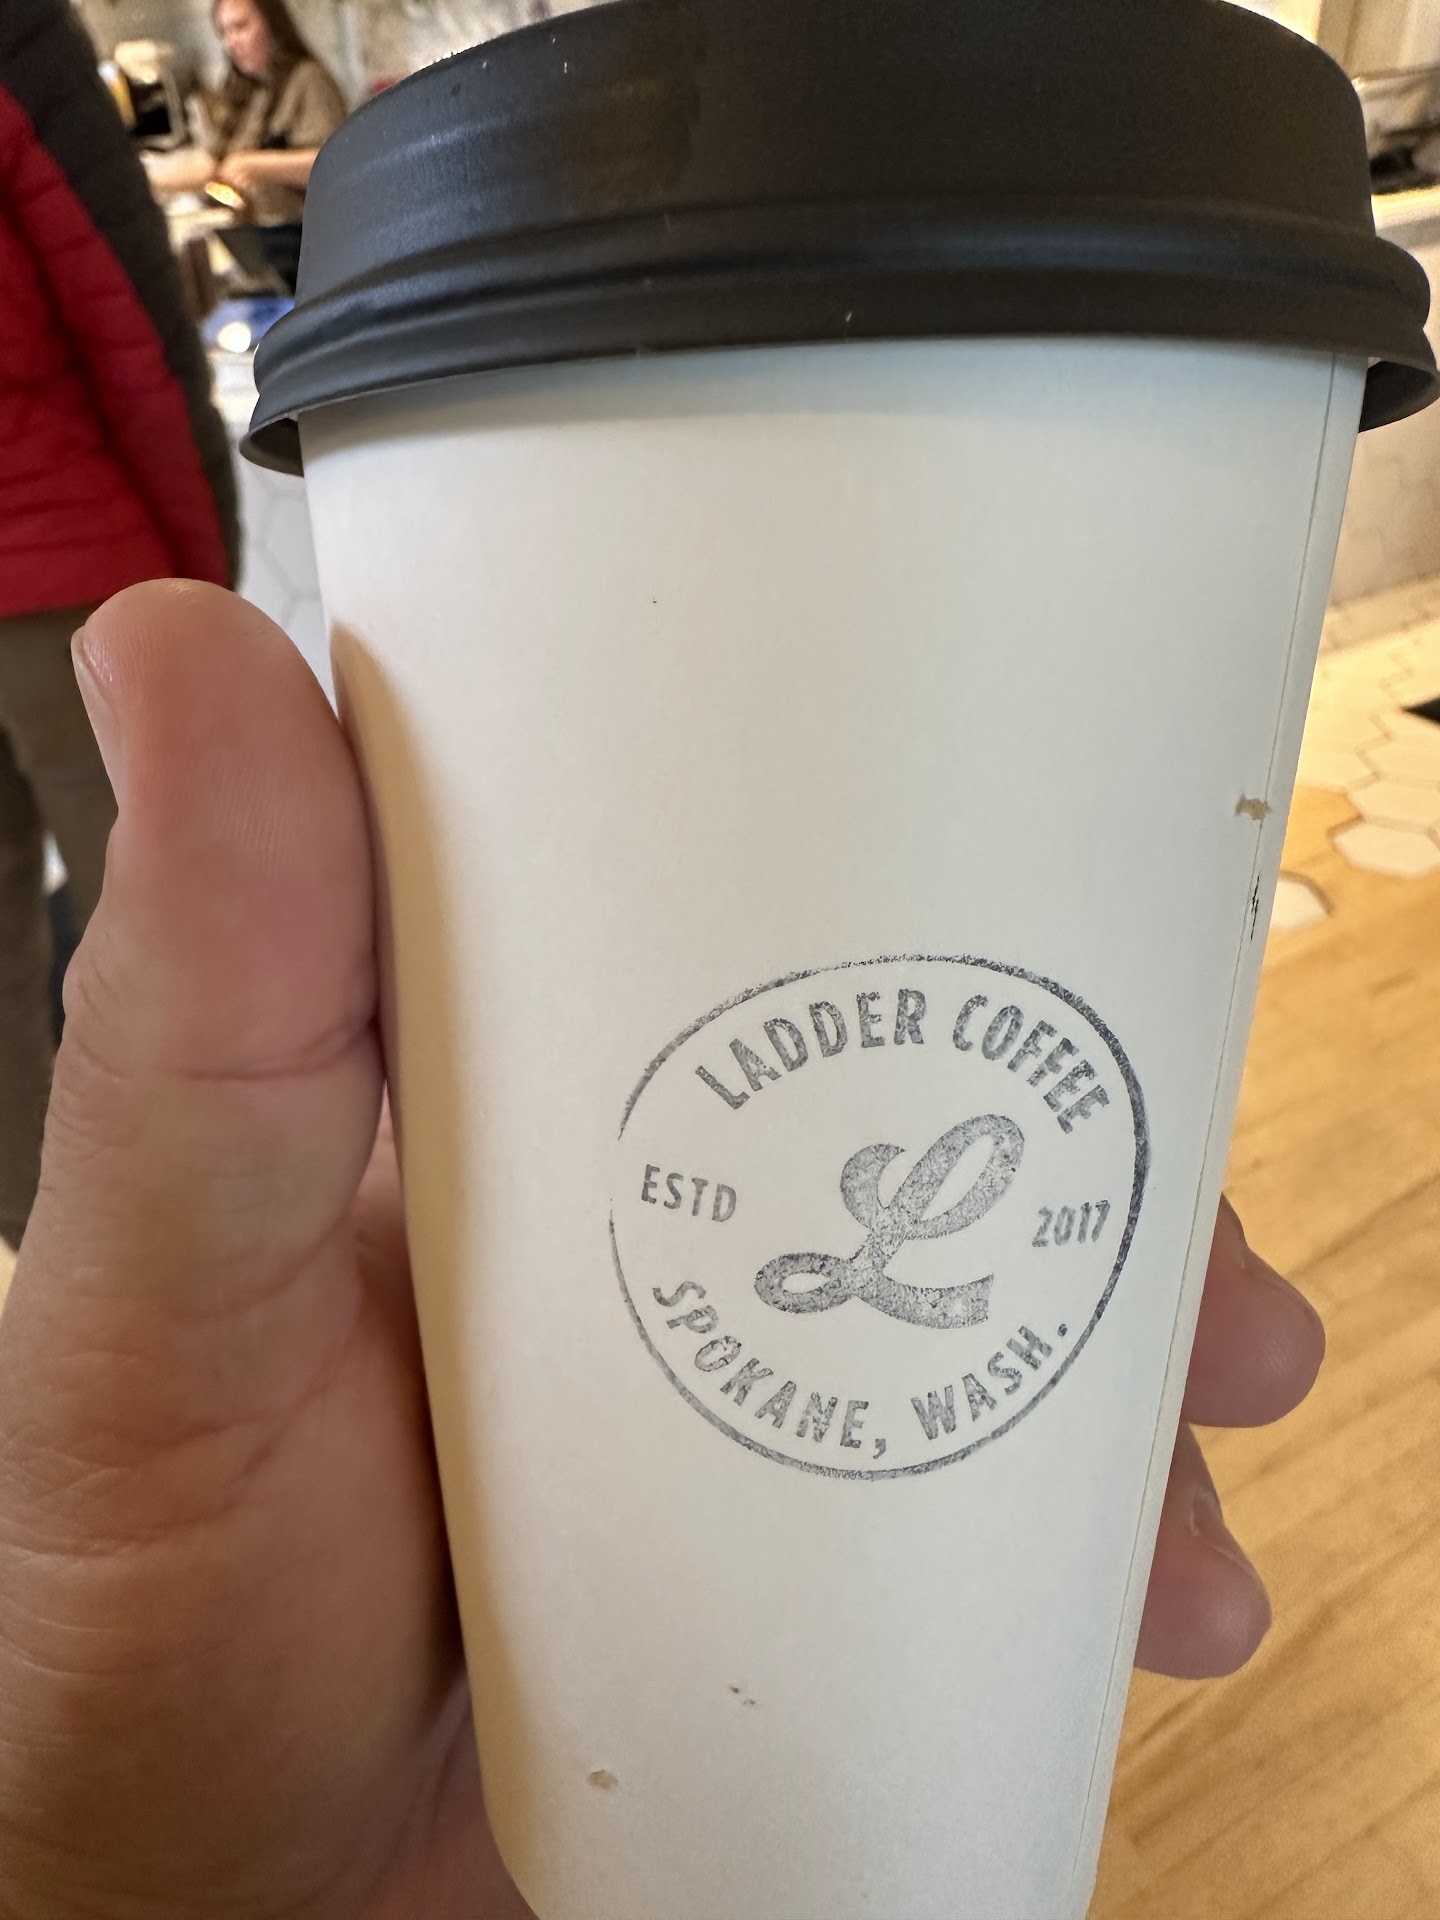 LADDER COFFEE
ESTD
L
2017
SPOKANE, WASH.